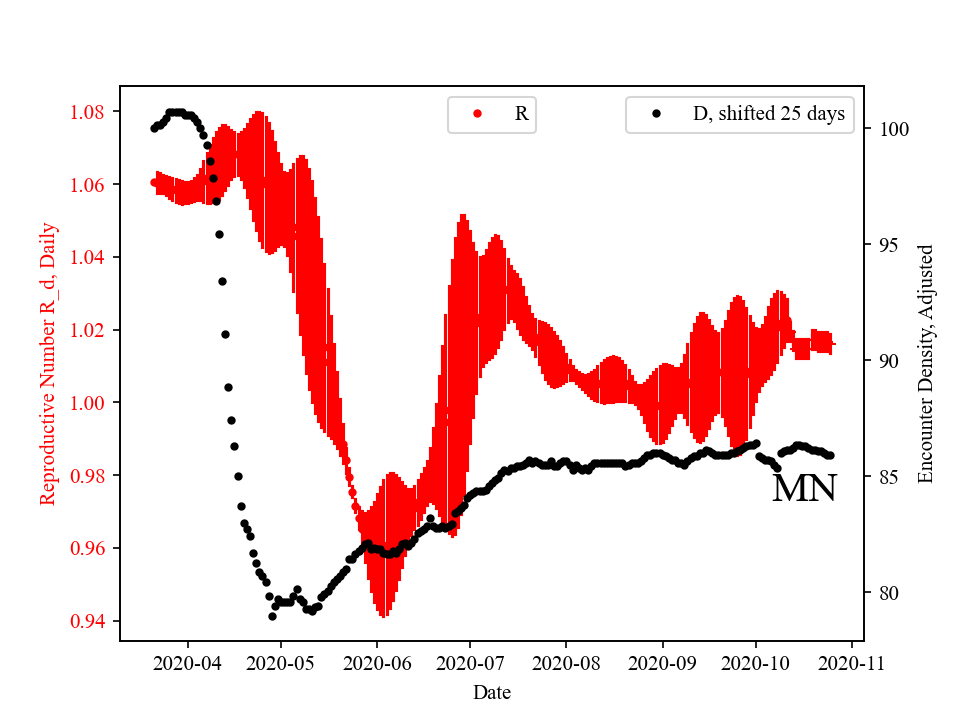 R
D, shifted 25 days
Reproductive Number R_d, Daily
1.08
1.06
1.04
1.02
1.00
0.98
0.96
0.94
100
95
90
85
80
Encounter Density, Adjusted
MN
2020-04 2020-05 2020-06 2020-07 2020-08 2020-09 2020-10 2020-11
Date